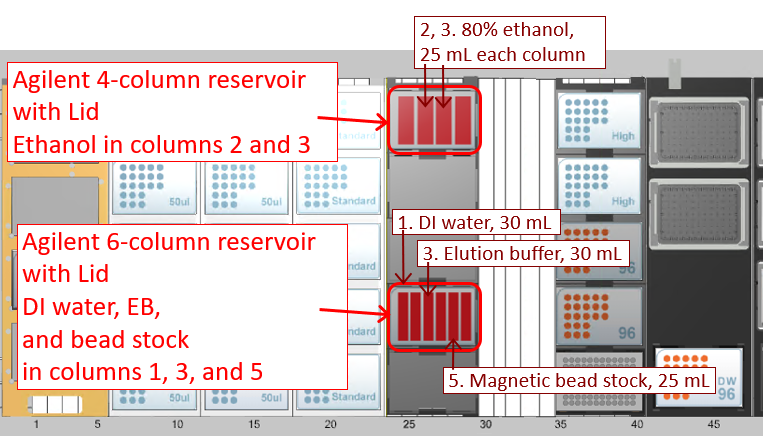 2, 3. 80% ethanol,
25 mL each column
Agilent 4-column reservoir
with Lid
Ethanol in columns 2 and 3
Standard
High
50ul
50ul
Standard
High
1. DI water, 30 mL
Agilent 6-column reservoir
with Lid
DI water, EB,
and bead stock
in columns 1, 3, and 5
3. Elution buffer, 30 mL
96
Standard
96
5. Magnetic bead stock, 25 mL
DW
96
50ul
50ul
Standard
1 5 10 15 20 25 30 35 40 45